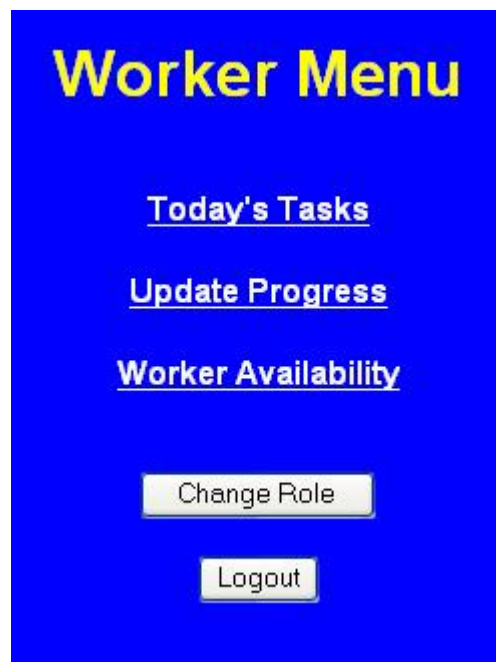 Worker Menu
Today's Tasks
Update Progress
Worker Availability
Change Role
Logout